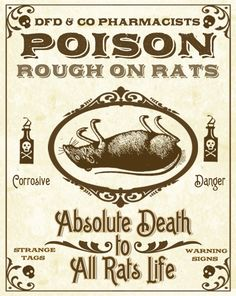 DFD & CO PHARMACISTS
POISON
ROUGH ON RATS
Corrosive
Danger
Absolute Death
to
All Rats Life
STRANGE
TAGS
WARNING
SIGNS